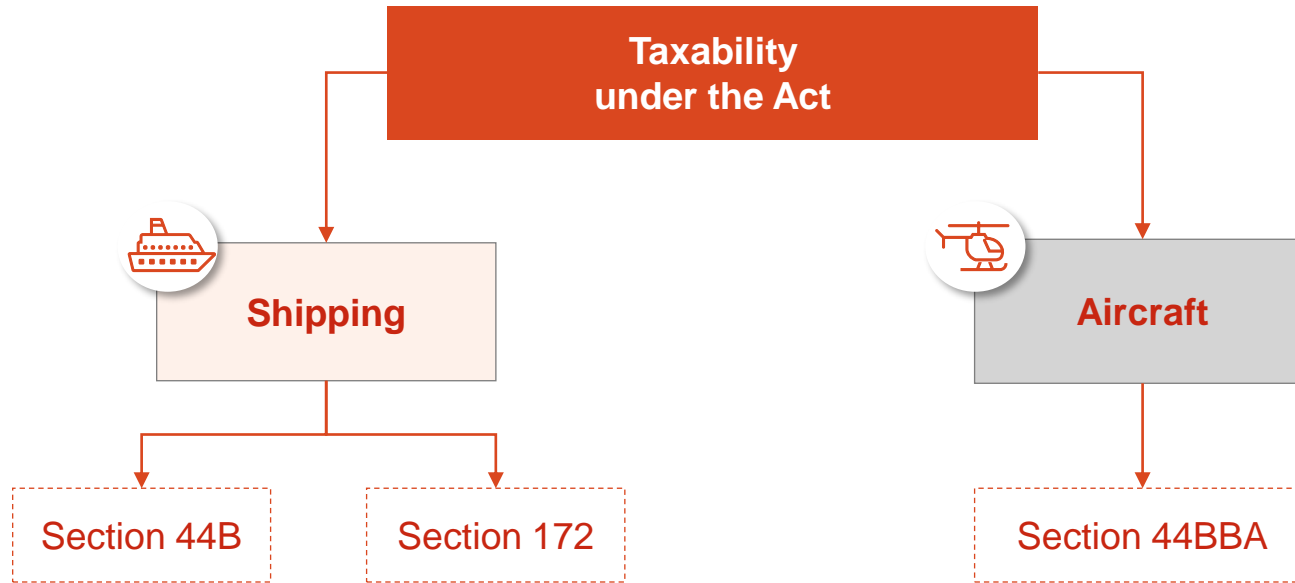 Taxability
under the Act
Shipping
Aircraft
Section 44B
Section 172
Section 44BBA